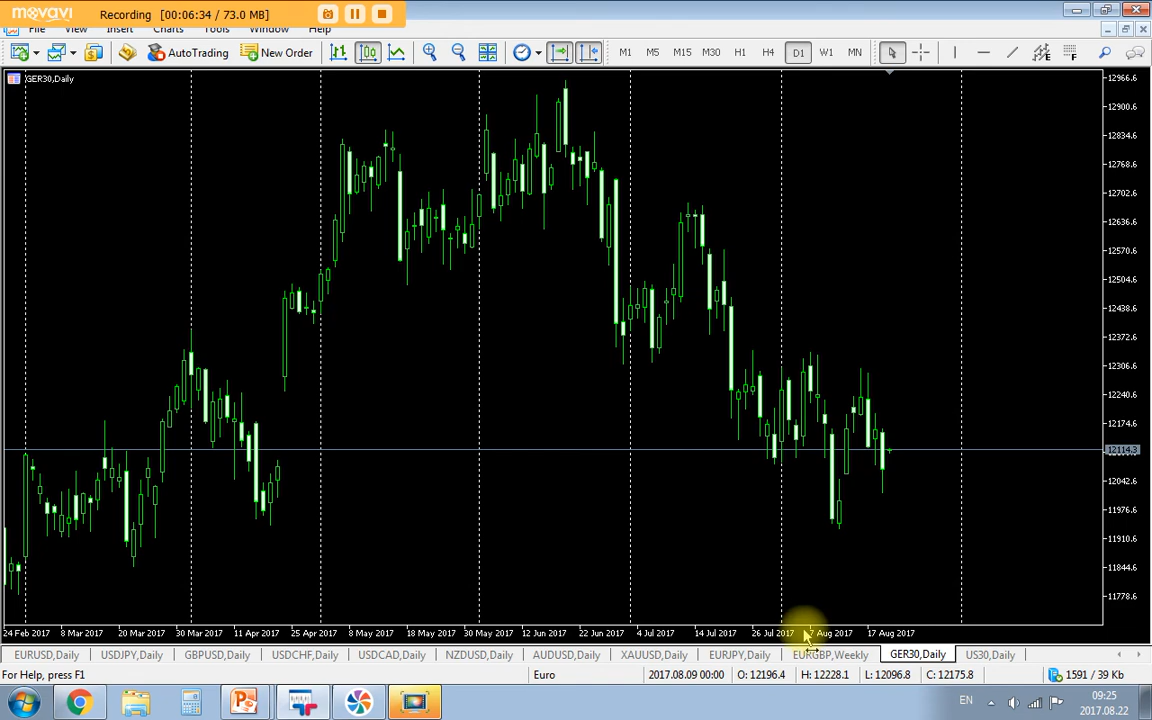 movavi Recording [00:06:34 / 73.0 MB]
File View Insert Charts Tools Window Help
AutoTrading New Order M1 M5 M15 M30 H1 H4 D1 W1 MN E F
GER30,Daily
12966.6
12900.6
12834.6
12768.6
12702.6
12636.6
12570.6
12504.6
12438.6
12372.6
12306.6
12240.6
12174.6
12114.3
12042.6
11976.6
11910.6
11844.6
11778.6
24 Feb 2017 8 Mar 2017 20 Mar 2017 30 Mar 2017 11 Apr 2017 25 Apr 2017 8 May 2017 18 May 2017 30 May 2017 12 Jun 2017 22 Jun 2017 4 Jul 2017 14 Jul 2017 26 Jul 2017 7 Aug 2017 17 Aug 2017
EURUSD,Daily USDJPY,Daily GBPUSD,Daily USDCHF,Daily USDCAD,Daily NZDUSD,Daily AUDUSD,Daily XAUUSD,Daily EURJPY,Daily EURGBP,Weekly GER30,Daily US30,Daily
For Help, press F1 Euro 2017.08.09 00:00 O: 12196.4 H: 12228.1 L: 12096.8 C: 12175.8 1591 / 39 Kb
EN 09:25
2017.08.22